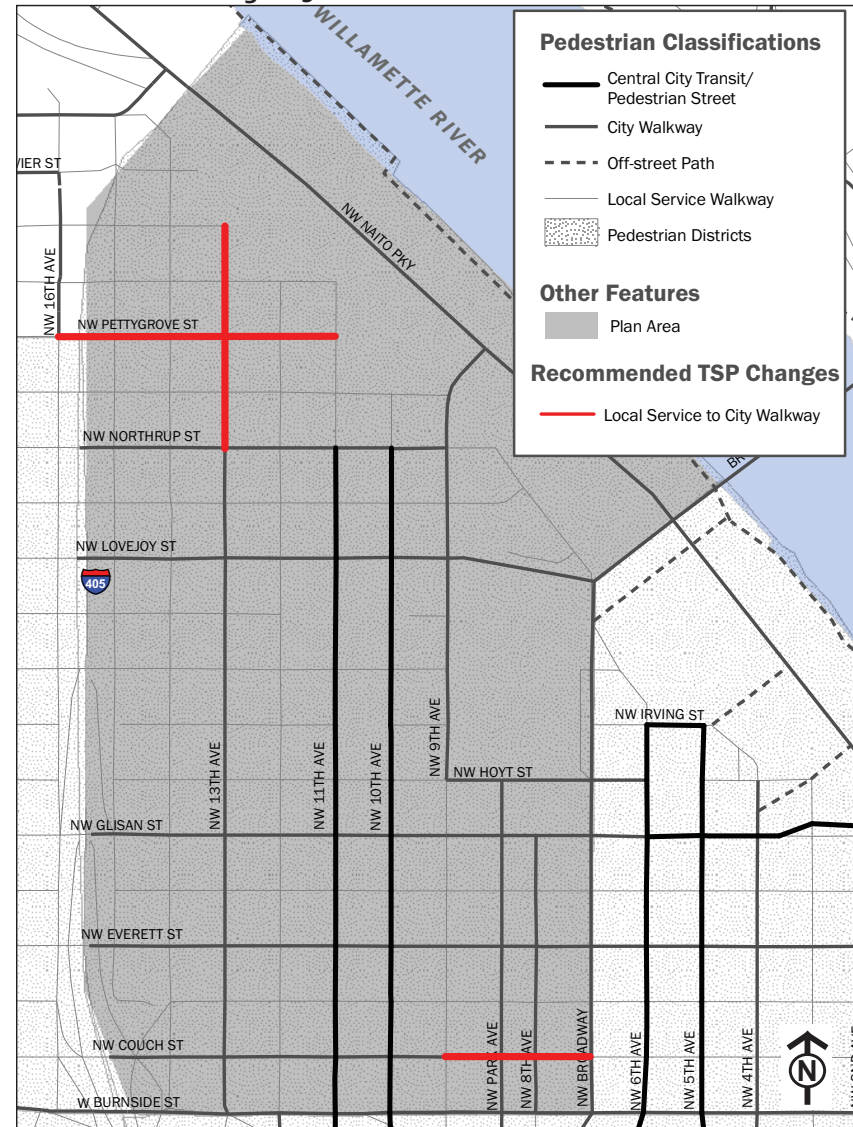 WILLAMETTE RIVER
Pedestrian Classifications
Central City Transit/
Pedestrian Street
City Walkway
Off-street Path
Local Service Walkway
Pedestrian Districts
Other Features
Plan Area
Recommended TSP Changes
Local Service to City Walkway
VIER ST
NW 16TH AVE
NW NAITO PKY
NW PETTYGROVE ST
NW NORTHRUP ST
BR
NW LOVEJOY ST
405
NW 9TH AVE
NW IRVING ST
NW 13TH AVE
NW 11TH AVE
NW 10TH AVE
NW HOYT ST
NW GLISAN ST
NW EVERETT ST
NW COUCH ST
NW PARK AVE
NW 8TH AVE
NW BROADWAY
NW 6TH AVE
NW 5TH AVE
NW 4TH AVE
N
W BURNSIDE ST